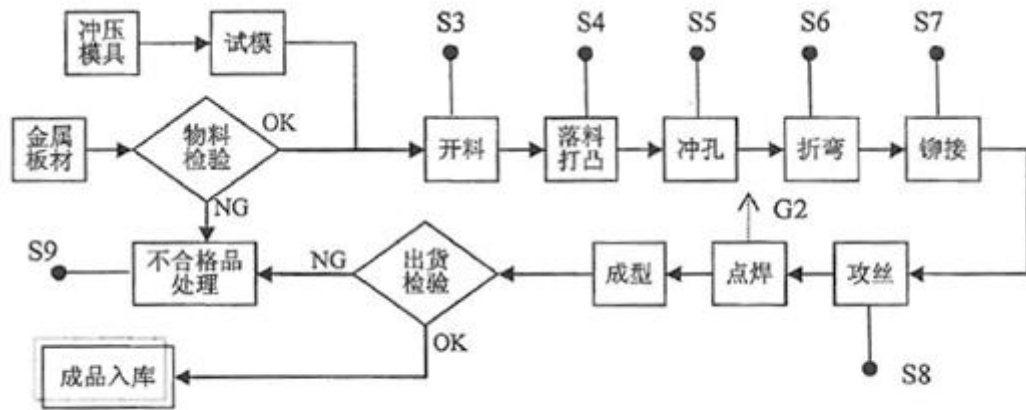 S3
S4
S5
S6
S7
冲压
模具
试模
金属
板材
物料
检验
OK
开料
落料
打凸
冲孔
折弯
铆接
NG
G2
S9
不合格品
处理
NG
出货
检验
成型
点焊
攻丝
OK
成品入库
S8